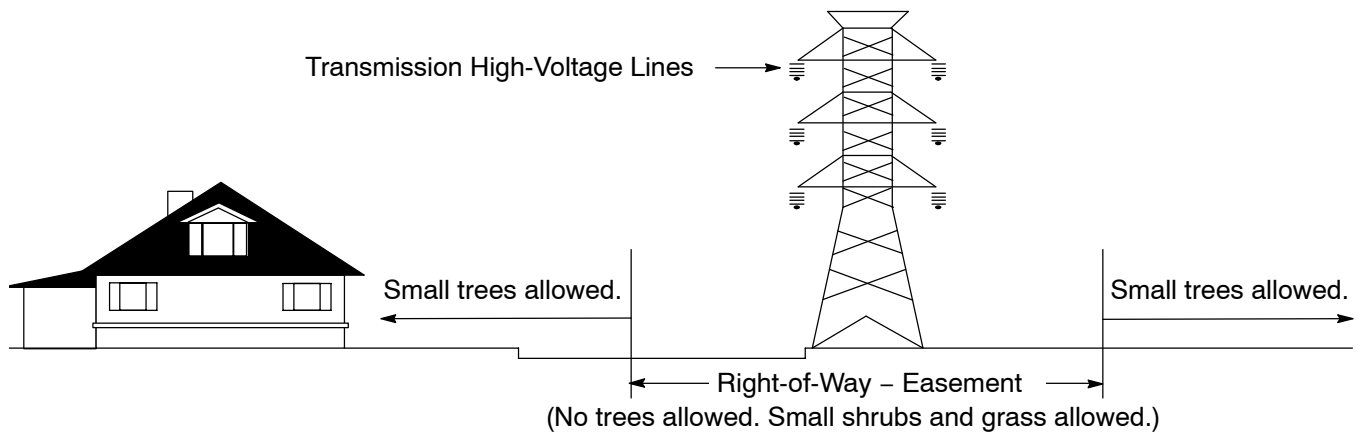 Transmission High-Voltage Lines
Small trees allowed.
Small trees allowed.
Right-of-Way – Easement
(No trees allowed. Small shrubs and grass allowed.)